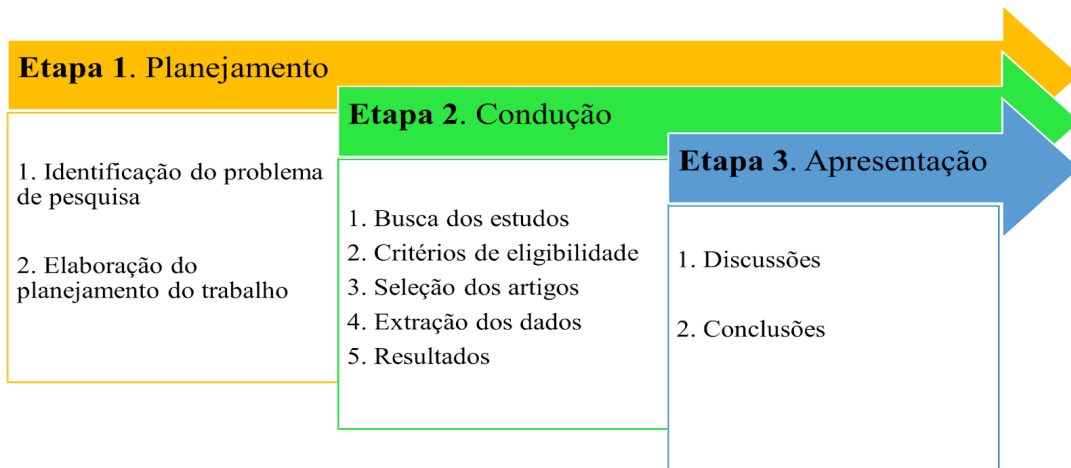 Etapa 1. Planejamento
1. Identificação do problema
de pesquisa
2. Elaboração do
planejamento do trabalho
Etapa 2. Condução
1. Busca dos estudos
2. Critérios de eligibilidade
3. Seleção dos artigos
4. Extração dos dados
5. Resultados
Etapa 3. Apresentação
1. Discussões
2. Conclusões